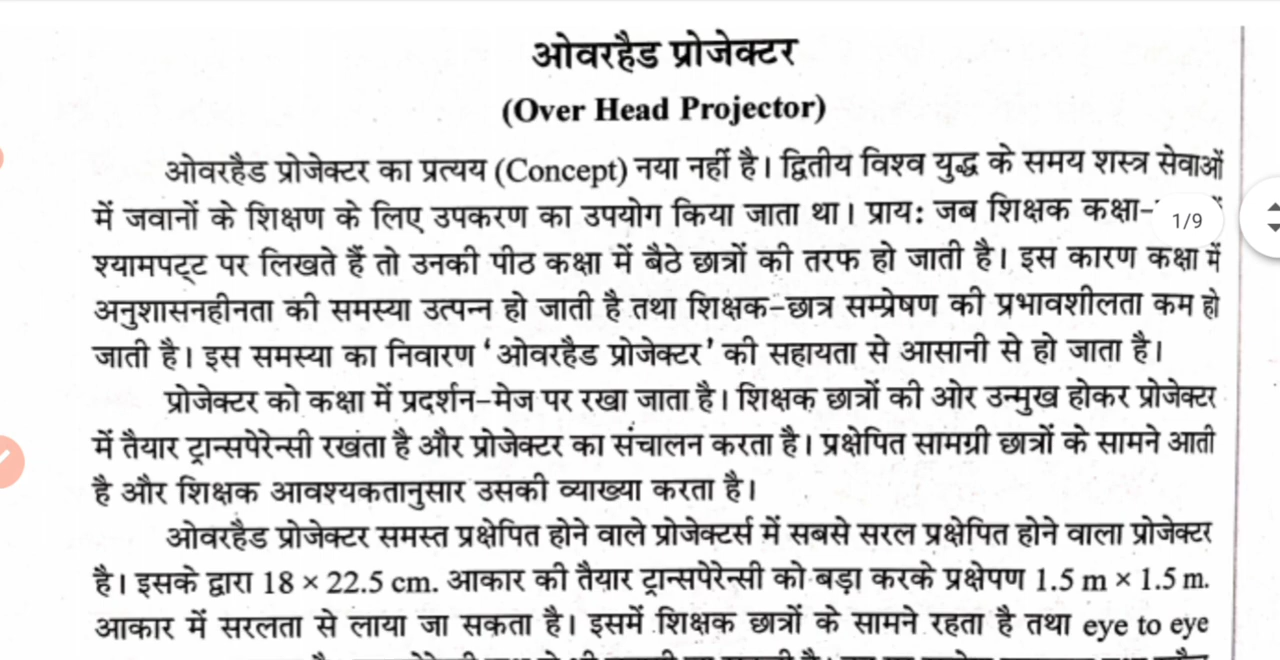 ओवरहैड प्रोजेक्टर
(Over Head Projector)
ओवरहैड प्रोजेक्टर का प्रत्यय (Concept) नया नहीं है। द्वितीय विश्व युद्ध के समय शस्त्र सेवाओं
में जवानों के शिक्षण के लिए उपकरण का उपयोग किया जाता था। प्राय: जब शिक्षक कक्षा-
1/9
श्यामपट्ट पर लिखते हैं तो उनकी पीठ कक्षा में बैठे छात्रों की तरफ हो जाती है। इस कारण कक्षा में
अनुशासनहीनता की समस्या उत्पन्न हो जाती है तथा शिक्षक-छात्र सम्प्रेषण की प्रभावशीलता कम हो
जाती है। इस समस्या का निवारण ‘ओवरहैड प्रोजेक्टर’ की सहायता से आसानी से हो जाता है।
प्रोजेक्टर को कक्षा में प्रदर्शन-मेज पर रखा जाता है। शिक्षक छात्रों की ओर उन्मुख होकर प्रोजेक्टर
में तैयार ट्रान्सपेरेन्सी रखता है और प्रोजेक्टर का संचालन करता है। प्रक्षेपित सामग्री छात्रों के सामने आती
है और शिक्षक आवश्यकतानुसार उसकी व्याख्या करता है।
ओवरहैड प्रोजेक्टर समस्त प्रक्षेपित होने वाले प्रोजेक्टर्स में सबसे सरल प्रक्षेपित होने वाला प्रोजेक्टर
है। इसके द्वारा 18 × 22.5 cm. आकार की तैयार ट्रान्सपेरेन्सी को बड़ा करके प्रक्षेपण 1.5 m × 1.5 m.
आकार में सरलता से लाया जा सकता है। इसमें शिक्षक छात्रों के सामने रहता है तथा eye to eye